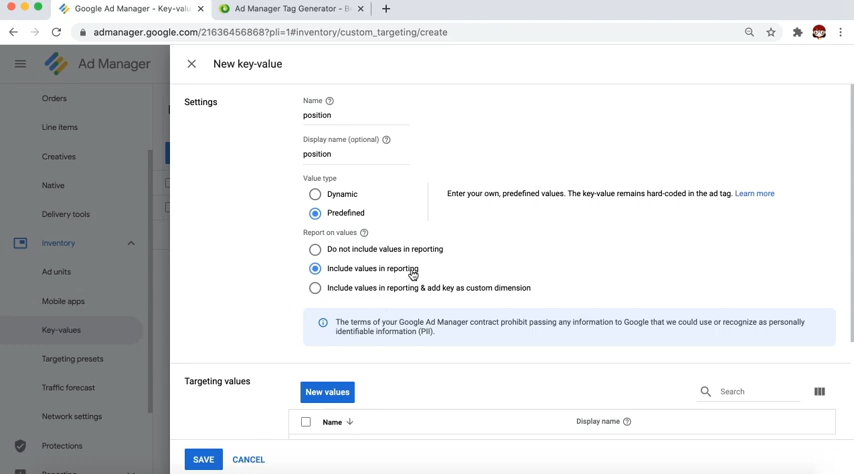 Google Ad Manager - Key-valu
Ad Manager Tag Generator - B
admanager.google.com/21636456868?pli=1#inventory/custom_targeting/create
Ad Manager
New key-value
Orders
Line items
Creatives
Native
Delivery tools
Inventory
Ad units
Mobile apps
Key-values
Targeting presets
Traffic forecast
Network settings
Protections
Settings
Name
position
Display name (optional)
position
Value type
Dynamic
Predefined
Enter your own, predefined values. The key-value remains hard-coded in the ad tag. Learn more
Report on values
Do not include values in reporting
Include values in reporting
Include values in reporting & add key as custom dimension
The terms of your Google Ad Manager contract prohibit passing any information to Google that we could use or recognize as personally
identifiable information (PII).
Targeting values
New values
Search
Name
Display name
SAVE
CANCEL